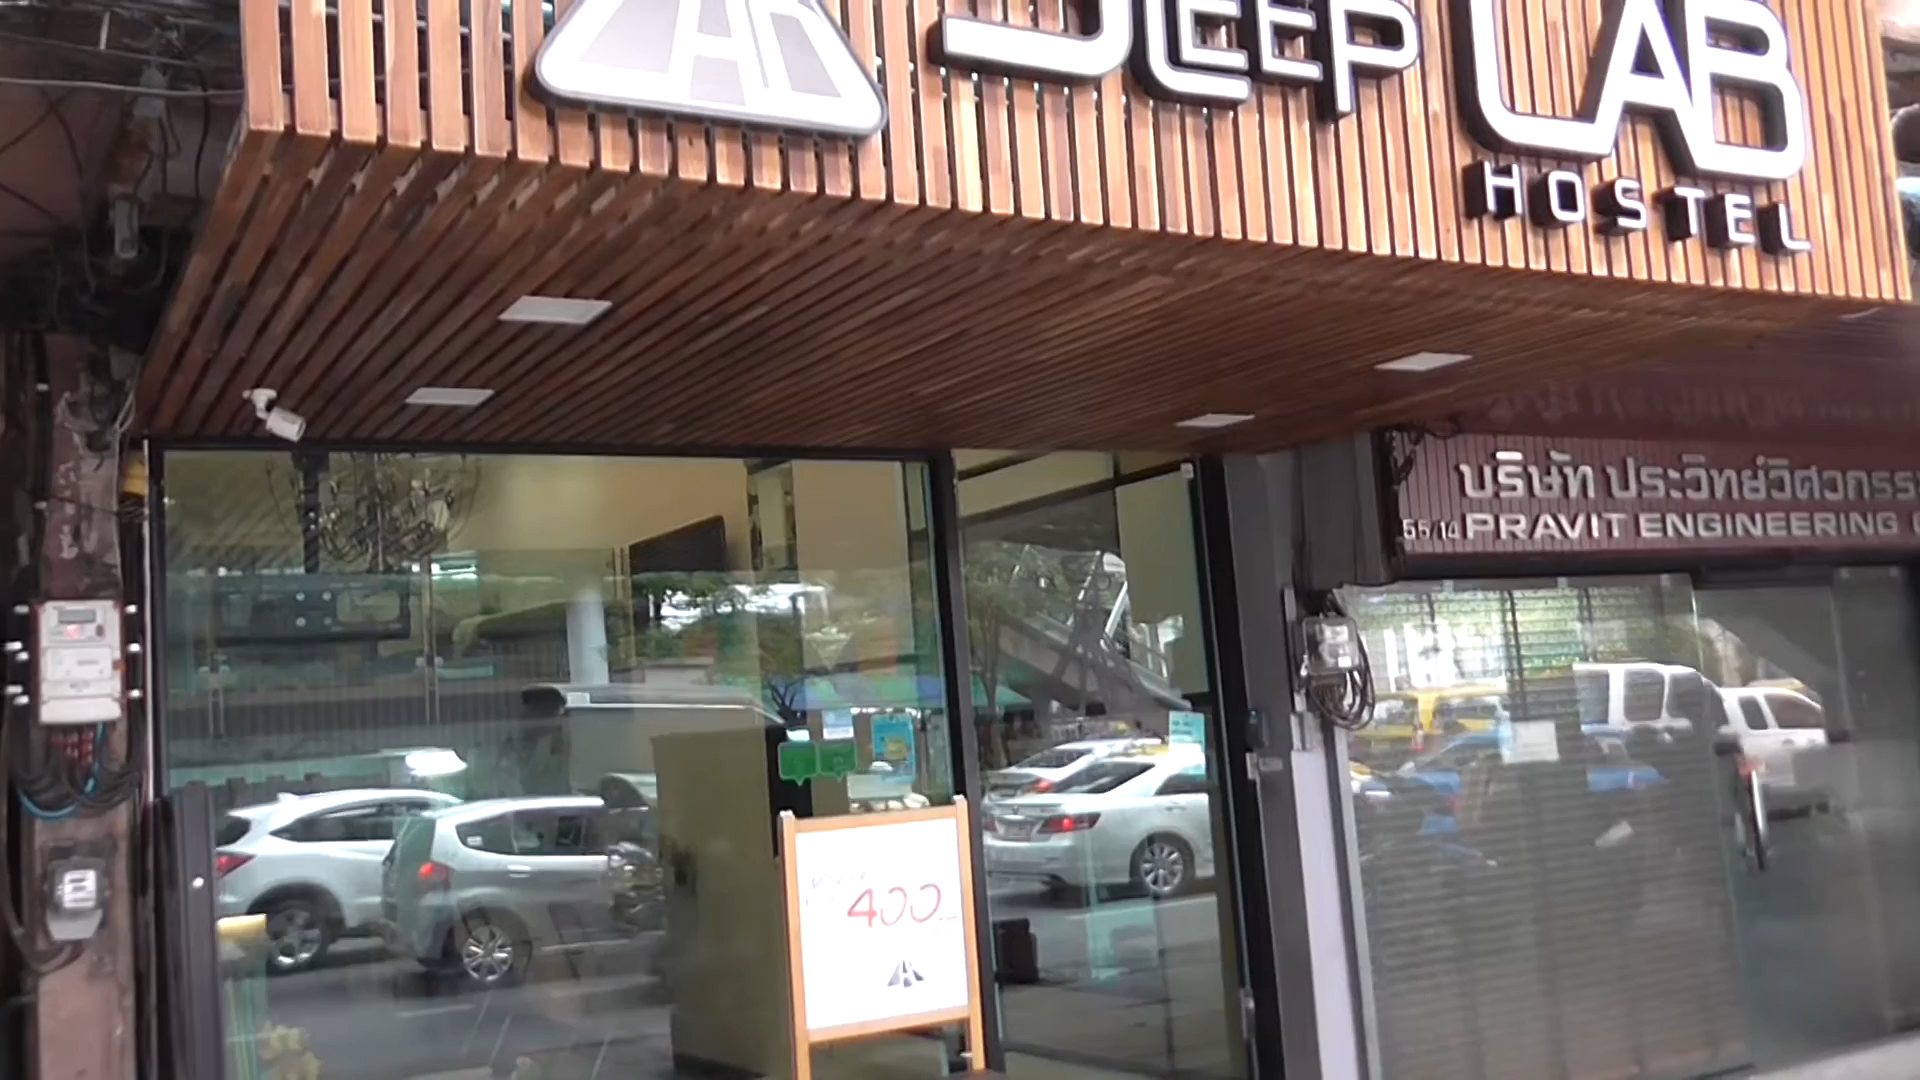 SLEEP LAB
HOSTEL
บริษัท ประวิทย์วิศวกรร
55/14 PRAVIT ENGINEERING
400.-